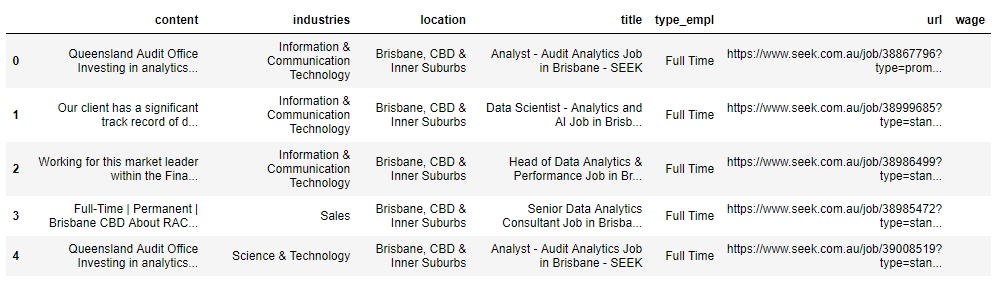 content industries location title type_empl url wage
0 Queensland Audit Office Investing in analytics... Information & Communication Technology Brisbane, CBD & Inner Suburbs Analyst - Audit Analytics Job in Brisbane - SEEK Full Time https://www.seek.com.au/job/38867796?type=prom...
1 Our client has a significant track record of d... Information & Communication Technology Brisbane, CBD & Inner Suburbs Data Scientist - Analytics and AI Job in Brisb... Full Time https://www.seek.com.au/job/38999685?type=stan...
2 Working for this market leader within the Fina... Information & Communication Technology Brisbane, CBD & Inner Suburbs Head of Data Analytics & Performance Job in Br... Full Time https://www.seek.com.au/job/38986499?type=stan...
3 Full-Time | Permanent | Brisbane CBD About RAC... Sales Brisbane, CBD & Inner Suburbs Senior Data Analytics Consultant Job in Brisba... Full Time https://www.seek.com.au/job/38985472?type=stan...
4 Queensland Audit Office Investing in analytics... Science & Technology Brisbane, CBD & Inner Suburbs Analyst - Audit Analytics Job in Brisbane - SEEK Full Time https://www.seek.com.au/job/39008519?type=stan...